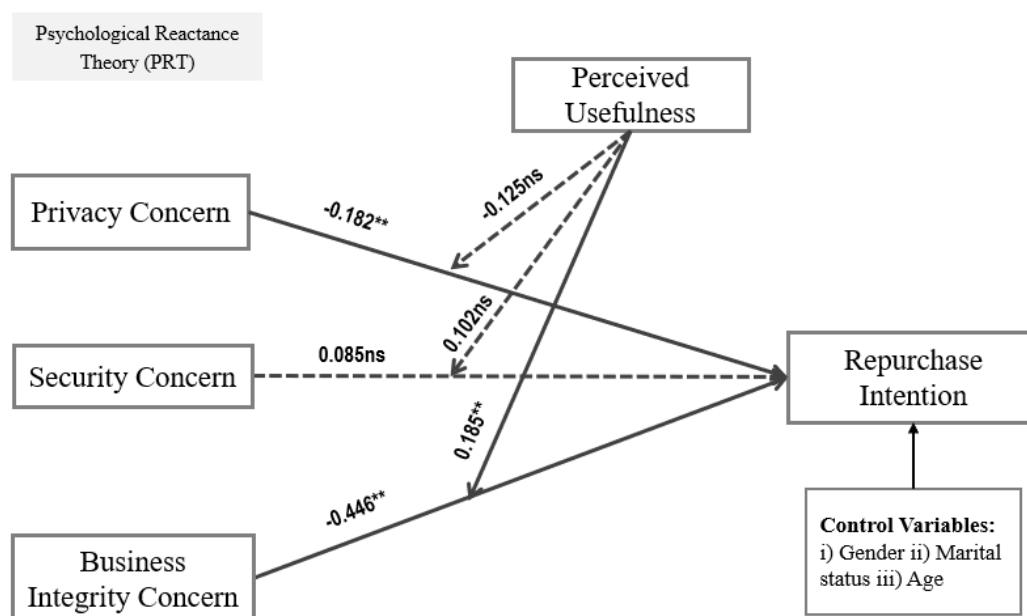 Psychological Reactance
Theory (PRT)
Perceived
Usefulness
-0.125ns
Privacy Concern
-0.182**
0.102ns
Security Concern
0.085ns
Repurchase
Intention
0.185**
-0.446**
Business
Integrity Concern
Control Variables:
i) Gender ii) Marital
status iii) Age